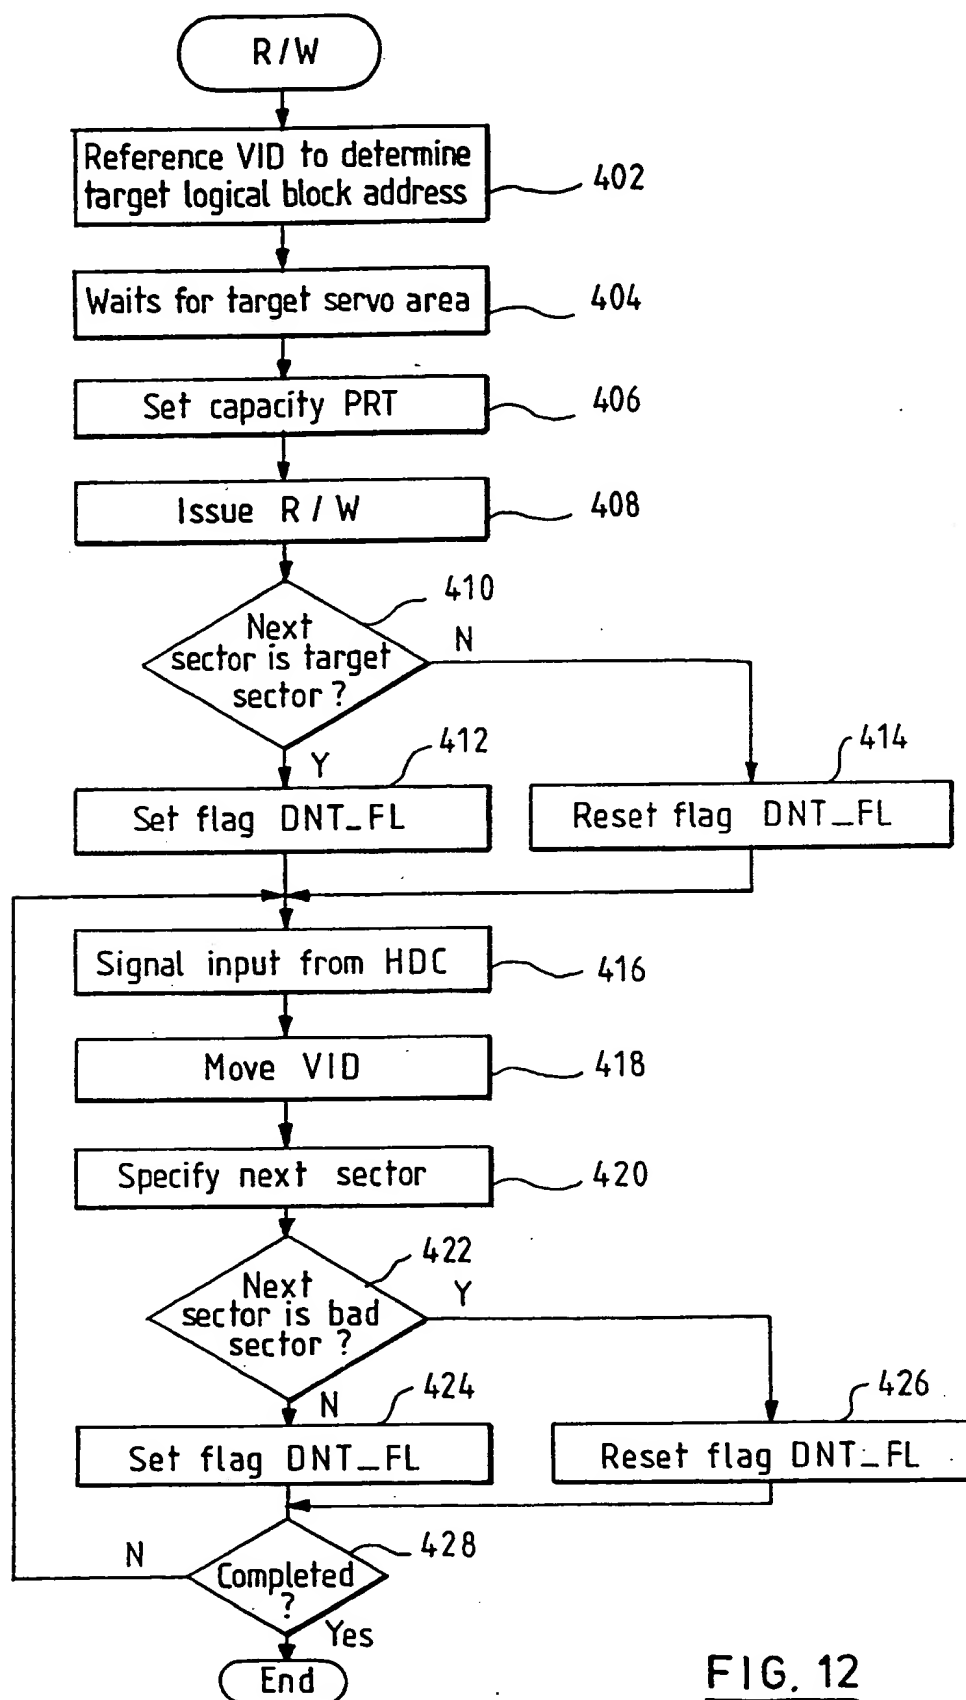 R/W
Reference VID to determine
target logical block address
402
Waits for target servo area
404
Set capacity PRT
406
Issue R/W
408
Next
sector is target
sector ?
410
N
Y
412
414
Set flag DNT_FL
Reset flag DNT_FL
Signal input from HDC
416
Move VID
418
Specify next sector
420
Next
sector is bad
sector ?
422
Y
N
424
426
Set flag DNT_FL
Reset flag DNT_FL
Completed
?
428
N
Yes
End
FIG. 12